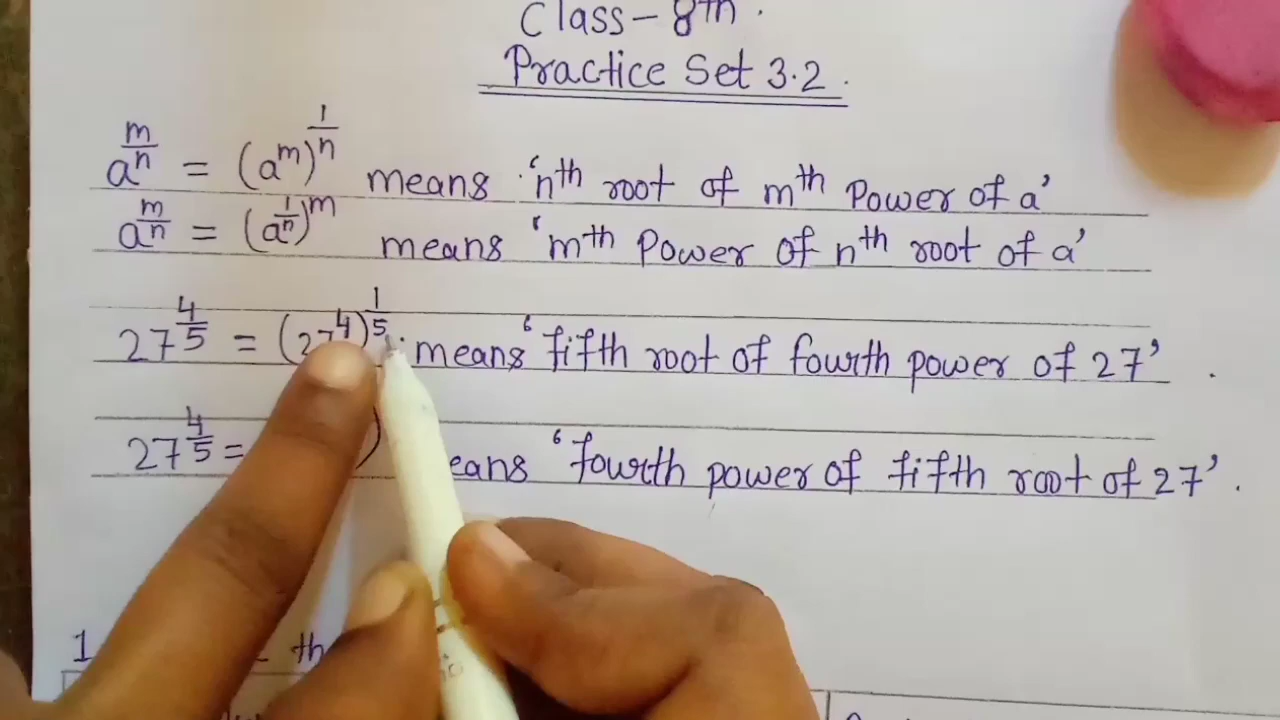 Class-8th.
Practice Set 3.2.
a^(m/n) = (a^m)^(1/n) means 'nth root of mth Power of a'
a^(m/n) = (a^(1/n))^m means 'mth Power of nth root of a'
27^(4/5) = (27^4)^(1/5) means 'fifth root of fourth power of 27'.
27^(4/5) = ) 'fourth power of fifth root of 27'.
1